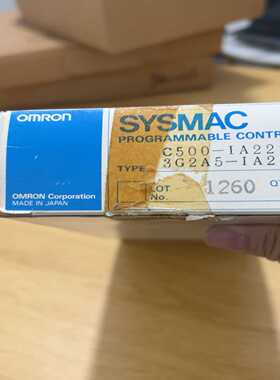 OMRON
SYSMAC
PROGRAMMABLE CONTR
C500-IA22
TYPE 3G2A5-IA2
LOT No. 1260
OMRON Corporation
MADE IN JAPAN